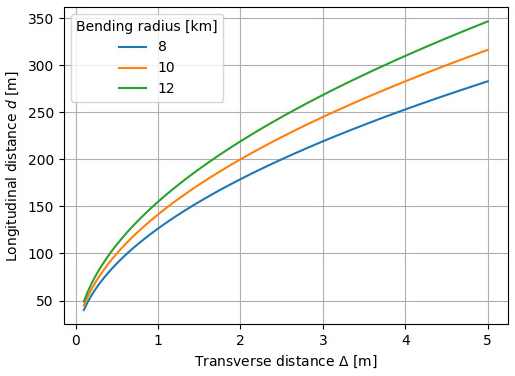 350
300
250
200
150
100
50
Longitudinal distance d [m]
Bending radius [km]
8
10
12
0 1 2 3 4 5
Transverse distance Δ [m]